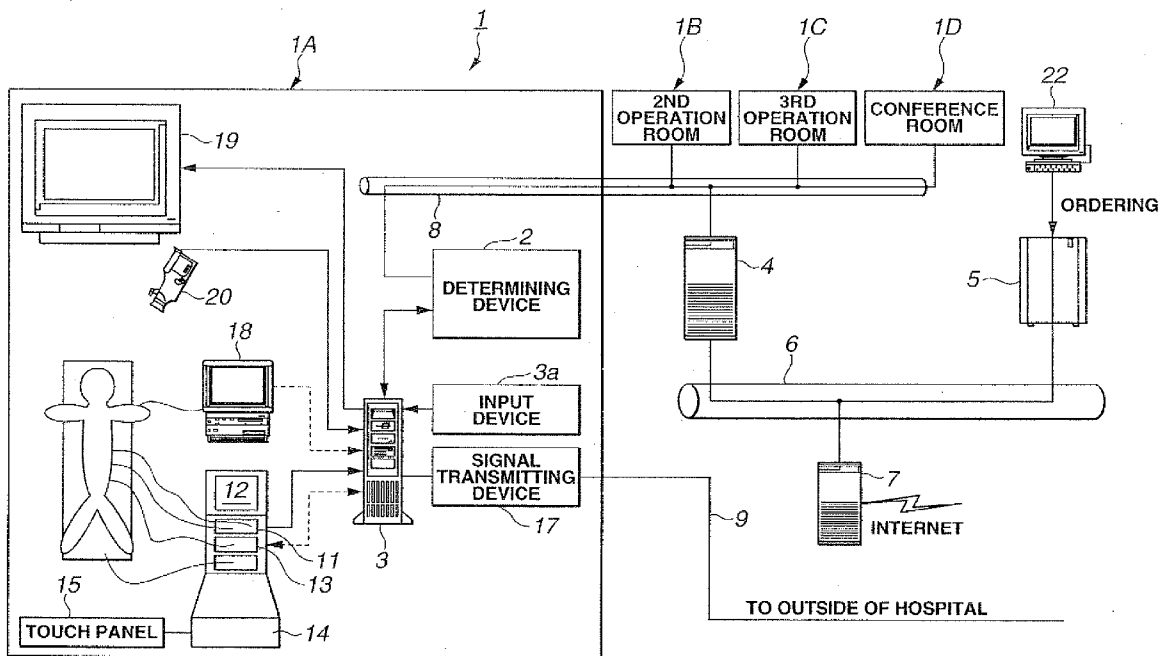 1
1A
1B
1C
1D
22
2ND
OPERATION
ROOM
3RD
OPERATION
ROOM
CONFERENCE
ROOM
19
8
ORDERING
2
DETERMINING
DEVICE
4
5
20
18
6
3a
INPUT
DEVICE
SIGNAL
TRANSMITTING
DEVICE
17
12
7
INTERNET
9
3
11
13
15
TOUCH PANEL
14
TO OUTSIDE OF HOSPITAL